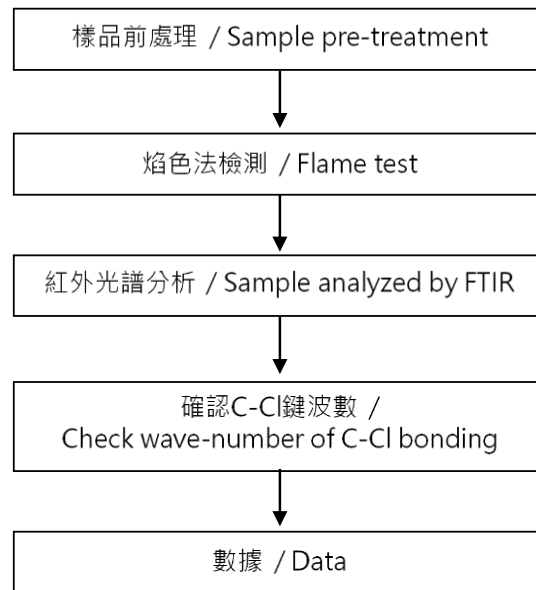 樣品前處理 / Sample pre-treatment
焰色法檢測 / Flame test
紅外光譜分析 / Sample analyzed by FTIR
確認C-Cl鍵波數 /
Check wave-number of C-Cl bonding
數據 / Data